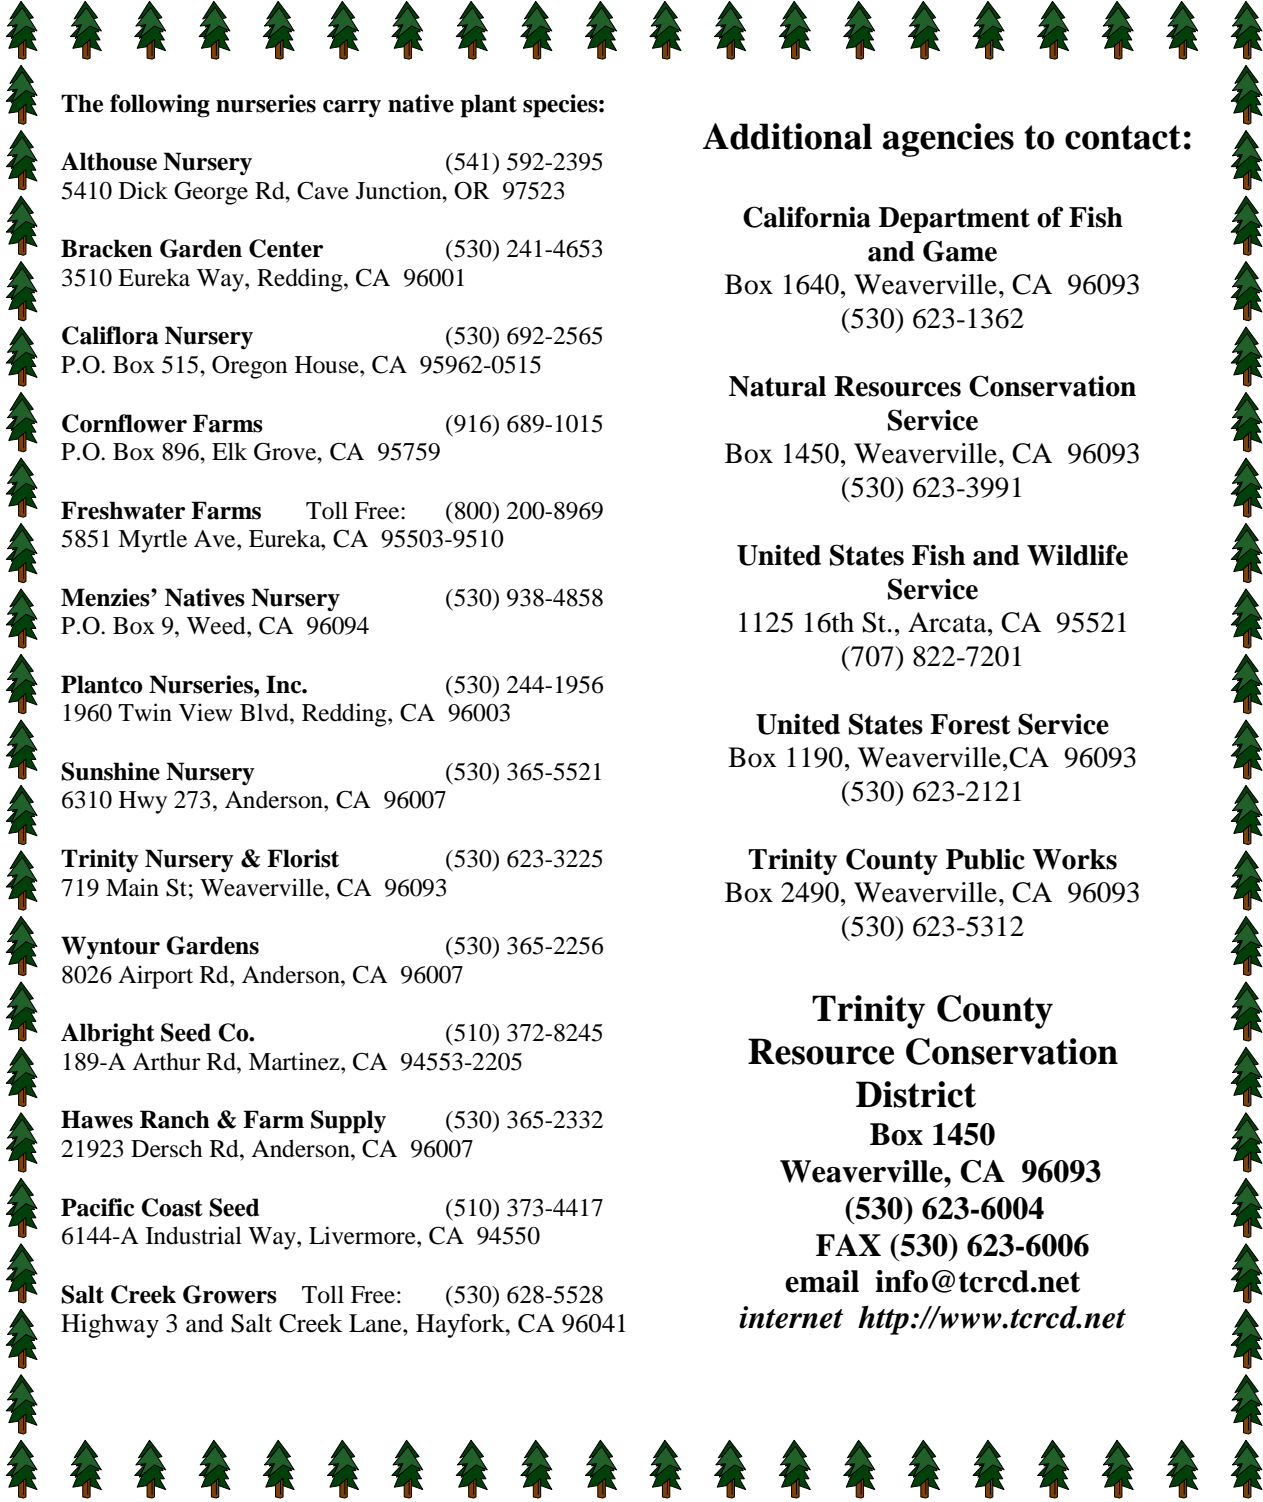 The following nurseries carry native plant species:
Althouse Nursery (541) 592-2395
5410 Dick George Rd, Cave Junction, OR 97523
Bracken Garden Center (530) 241-4653
3510 Eureka Way, Redding, CA 96001
Califlora Nursery (530) 692-2565
P.O. Box 515, Oregon House, CA 95962-0515
Cornflower Farms (916) 689-1015
P.O. Box 896, Elk Grove, CA 95759
Freshwater Farms Toll Free: (800) 200-8969
5851 Myrtle Ave, Eureka, CA 95503-9510
Menzies’ Natives Nursery (530) 938-4858
P.O. Box 9, Weed, CA 96094
Plantco Nurseries, Inc. (530) 244-1956
1960 Twin View Blvd, Redding, CA 96003
Sunshine Nursery (530) 365-5521
6310 Hwy 273, Anderson, CA 96007
Trinity Nursery & Florist (530) 623-3225
719 Main St; Weaverville, CA 96093
Wyntour Gardens (530) 365-2256
8026 Airport Rd, Anderson, CA 96007
Albright Seed Co. (510) 372-8245
189-A Arthur Rd, Martinez, CA 94553-2205
Hawes Ranch & Farm Supply (530) 365-2332
21923 Dersch Rd, Anderson, CA 96007
Pacific Coast Seed (510) 373-4417
6144-A Industrial Way, Livermore, CA 94550
Salt Creek Growers Toll Free: (530) 628-5528
Highway 3 and Salt Creek Lane, Hayfork, CA 96041
Additional agencies to contact:
California Department of Fish
and Game
Box 1640, Weaverville, CA 96093
(530) 623-1362
Natural Resources Conservation
Service
Box 1450, Weaverville, CA 96093
(530) 623-3991
United States Fish and Wildlife
Service
1125 16th St., Arcata, CA 95521
(707) 822-7201
United States Forest Service
Box 1190, Weaverville,CA 96093
(530) 623-2121
Trinity County Public Works
Box 2490, Weaverville, CA 96093
(530) 623-5312
Trinity County
Resource Conservation
District
Box 1450
Weaverville, CA 96093
(530) 623-6004
FAX (530) 623-6006
email info@tcrcd.net
internet http://www.tcrcd.net